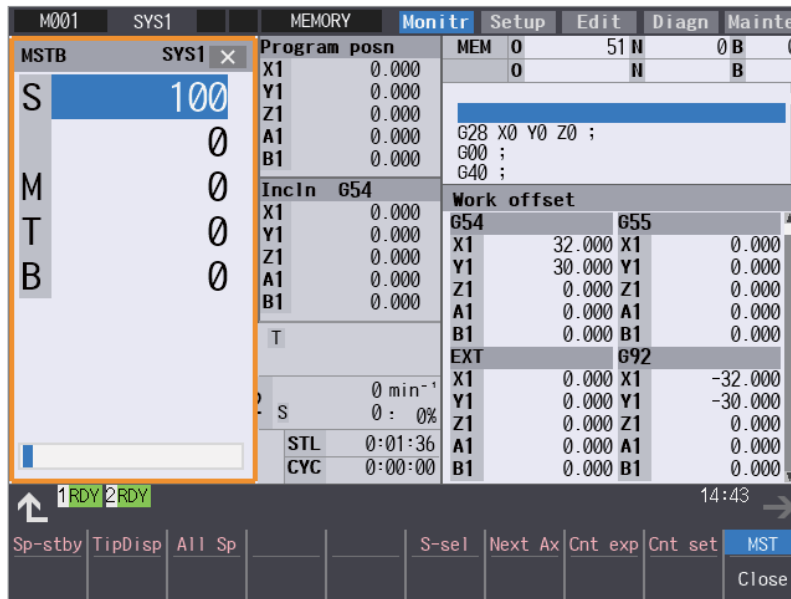 M001 SYS1 MEMORY Monitr Setup Edit Diagn Mainte
MSTB SYS1
S 100
0
M 0
T 0
B 0
Program posn
X1 0.000
Y1 0.000
Z1 0.000
A1 0.000
B1 0.000
Incln G54
X1 0.000
Y1 0.000
Z1 0.000
A1 0.000
B1 0.000
T
0 min⁻¹
S 0 : 0%
STL 0:01:36
CYC 0:00:00
MEM O 51 N 0 B
O N B
G28 X0 Y0 Z0 ;
G00 ;
G40 ;
Work offset
G54 G55
X1 32.000 X1 0.000
Y1 30.000 Y1 0.000
Z1 0.000 Z1 0.000
A1 0.000 A1 0.000
B1 0.000 B1 0.000
EXT G92
X1 0.000 X1 -32.000
Y1 0.000 Y1 -30.000
Z1 0.000 Z1 0.000
A1 0.000 A1 0.000
B1 0.000 B1 0.000
1 RDY 2 RDY 14:43
Sp-stby TipDisp All Sp S-sel Next Ax Cnt exp Cnt set MST
Close